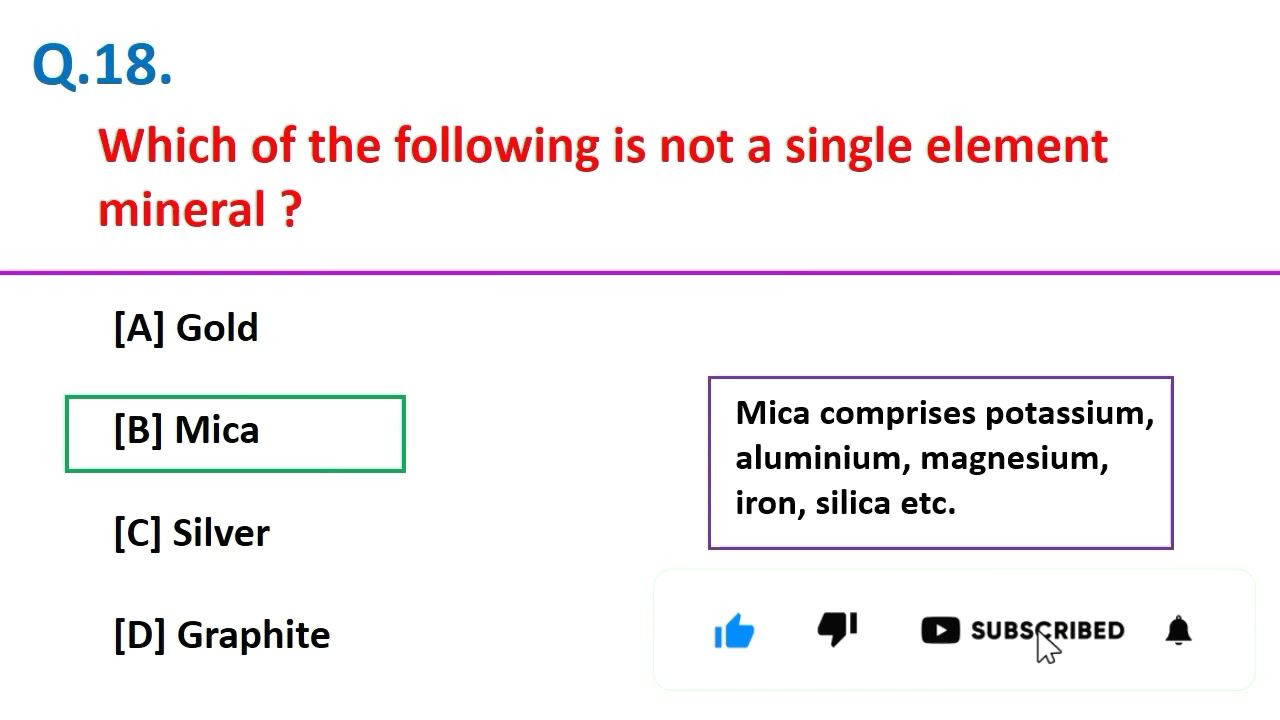 Q.18.
Which of the following is not a single element
mineral ?
[A] Gold
[B] Mica
Mica comprises potassium,
aluminium, magnesium,
iron, silica etc.
[C] Silver
[D] Graphite
SUBSCRIBED